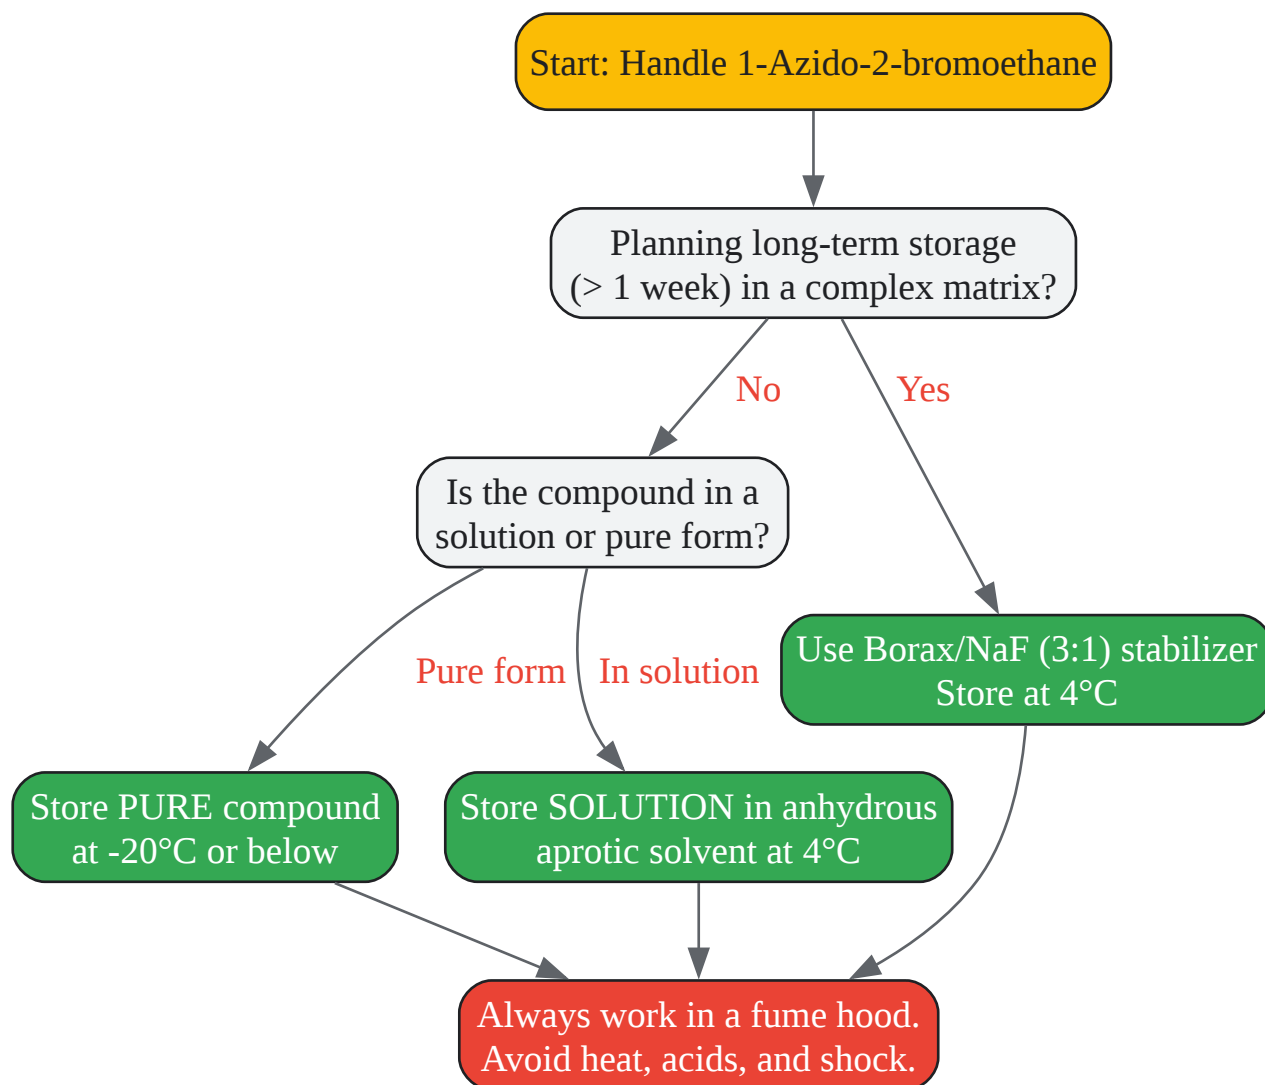 Start: Handle 1-Azido-2-bromoethane
Planning long-term storage
(> 1 week) in a complex matrix?
No
Yes
Is the compound in a
solution or pure form?
Use Borax/NaF (3:1) stabilizer
Store at 4°C
Pure form
In solution
Store PURE compound
at -20°C or below
Store SOLUTION in anhydrous
aprotic solvent at 4°C
Always work in a fume hood.
Avoid heat, acids, and shock.